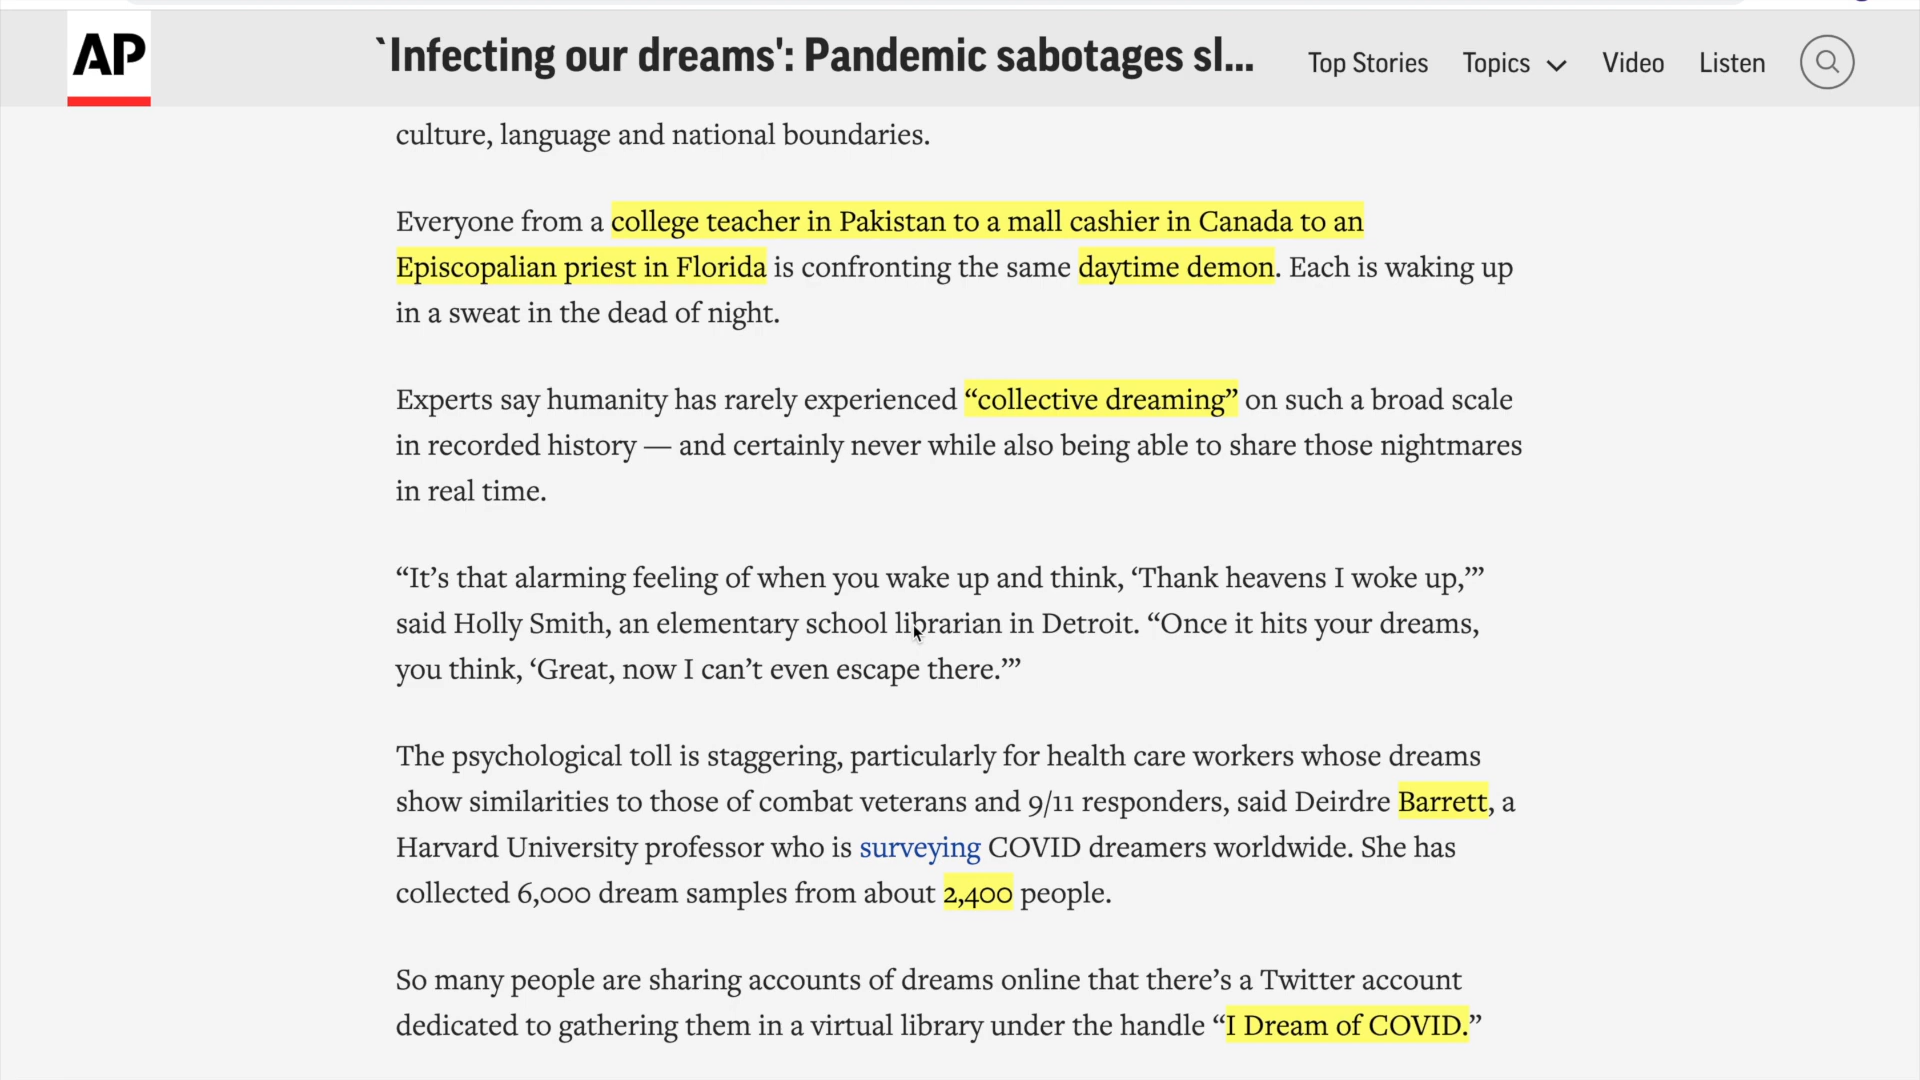 AP
`Infecting our dreams': Pandemic sabotages sl...
Top Stories
Topics
Video
Listen
culture, language and national boundaries.
Everyone from a college teacher in Pakistan to a mall cashier in Canada to an
Episcopalian priest in Florida is confronting the same daytime demon. Each is waking up
in a sweat in the dead of night.
Experts say humanity has rarely experienced “collective dreaming” on such a broad scale
in recorded history — and certainly never while also being able to share those nightmares
in real time.
“It’s that alarming feeling of when you wake up and think, ‘Thank heavens I woke up,’”
said Holly Smith, an elementary school librarian in Detroit. “Once it hits your dreams,
you think, ‘Great, now I can’t even escape there.’”
The psychological toll is staggering, particularly for health care workers whose dreams
show similarities to those of combat veterans and 9/11 responders, said Deirdre Barrett, a
Harvard University professor who is surveying COVID dreamers worldwide. She has
collected 6,000 dream samples from about 2,400 people.
So many people are sharing accounts of dreams online that there’s a Twitter account
dedicated to gathering them in a virtual library under the handle “I Dream of COVID.”